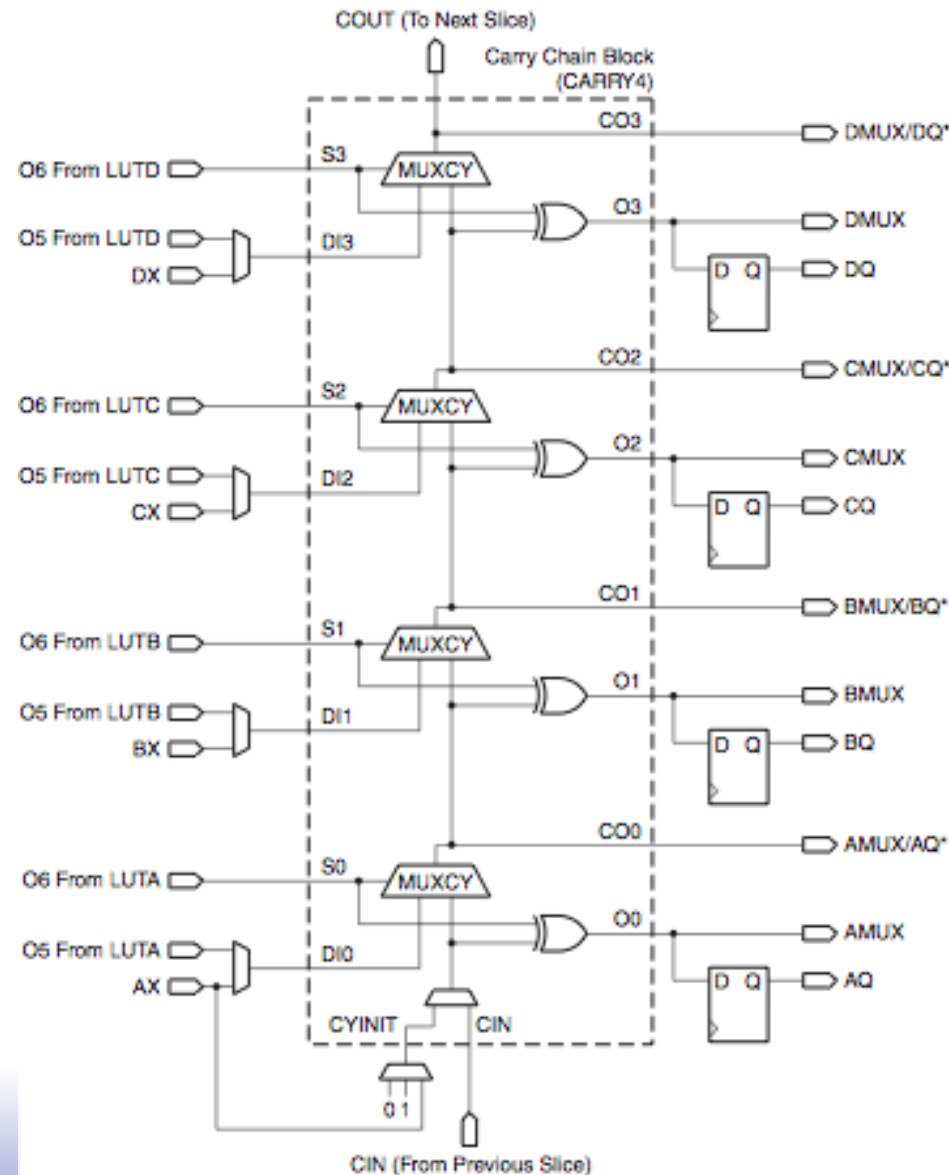 COUT (To Next Slice)
Carry Chain Block
(CARRY4)
CO3
DMUX/DQ*
O6 From LUTD
S3
MUXCY
O3
DMUX
O5 From LUTD
DI3
DX
D Q
DQ
CO2
CMUX/CQ*
O6 From LUTC
S2
MUXCY
O2
CMUX
O5 From LUTC
DI2
CX
D Q
CQ
CO1
BMUX/BQ*
O6 From LUTB
S1
MUXCY
O1
BMUX
O5 From LUTB
DI1
BX
D Q
BQ
CO0
AMUX/AQ*
O6 From LUTA
S0
MUXCY
O0
AMUX
O5 From LUTA
DI0
AX
D Q
AQ
CYINIT
CIN
0 1
CIN (From Previous Slice)